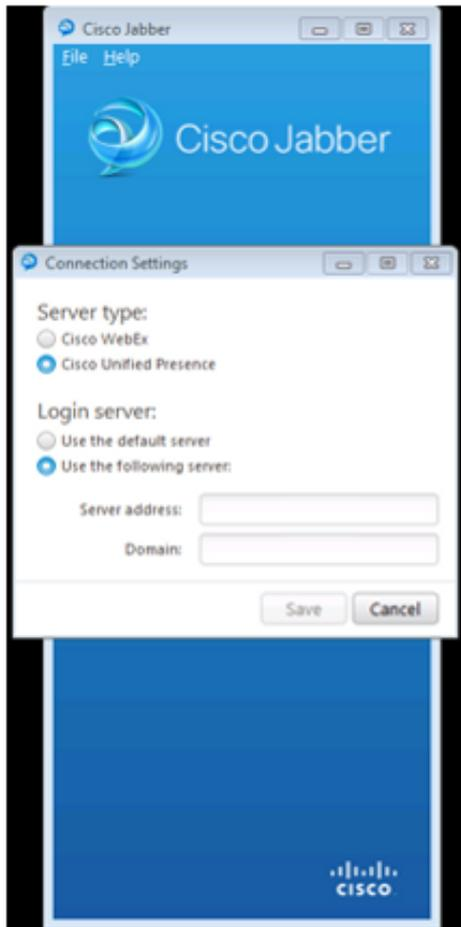 Cisco Jabber
File Help
Cisco Jabber
Connection Settings
Server type:
Cisco WebEx
Cisco Unified Presence
Login server:
Use the default server
Use the following server:
Server address:
Domain:
Save Cancel
CISCO